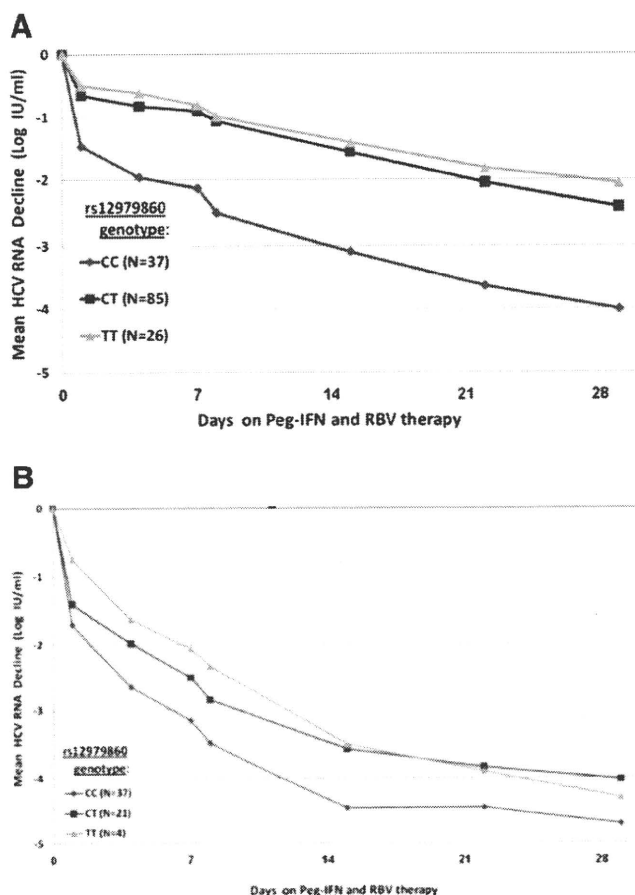 A
0
-1
-2
-3
-4
-5
Mean HCV RNA Decline (Log IU/ml)
rs12979860
genotype:
CC (N=37)
CT (N=85)
TT (N=26)
0 7 14 21 28
Days on Peg-IFN and RBV therapy
B
0
-1
-2
-3
-4
-5
Mean HCV RNA Decline (Log IU/ml)
rs12979860
genotype:
CC (N=37)
CT (N=21)
TT (N=4)
0 7 14 21 28
Days on Peg-IFN and RBV therapy